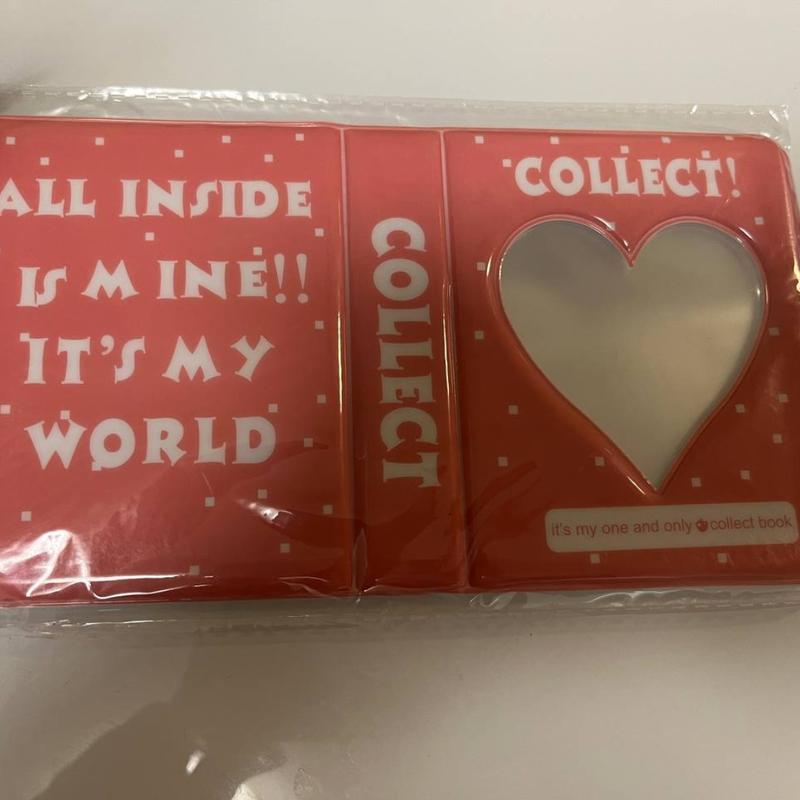 ALL INSIDE
IS M INE!!
IT'S MY
WORLD
COLLECT
COLLECT!
it's my one and only collect book